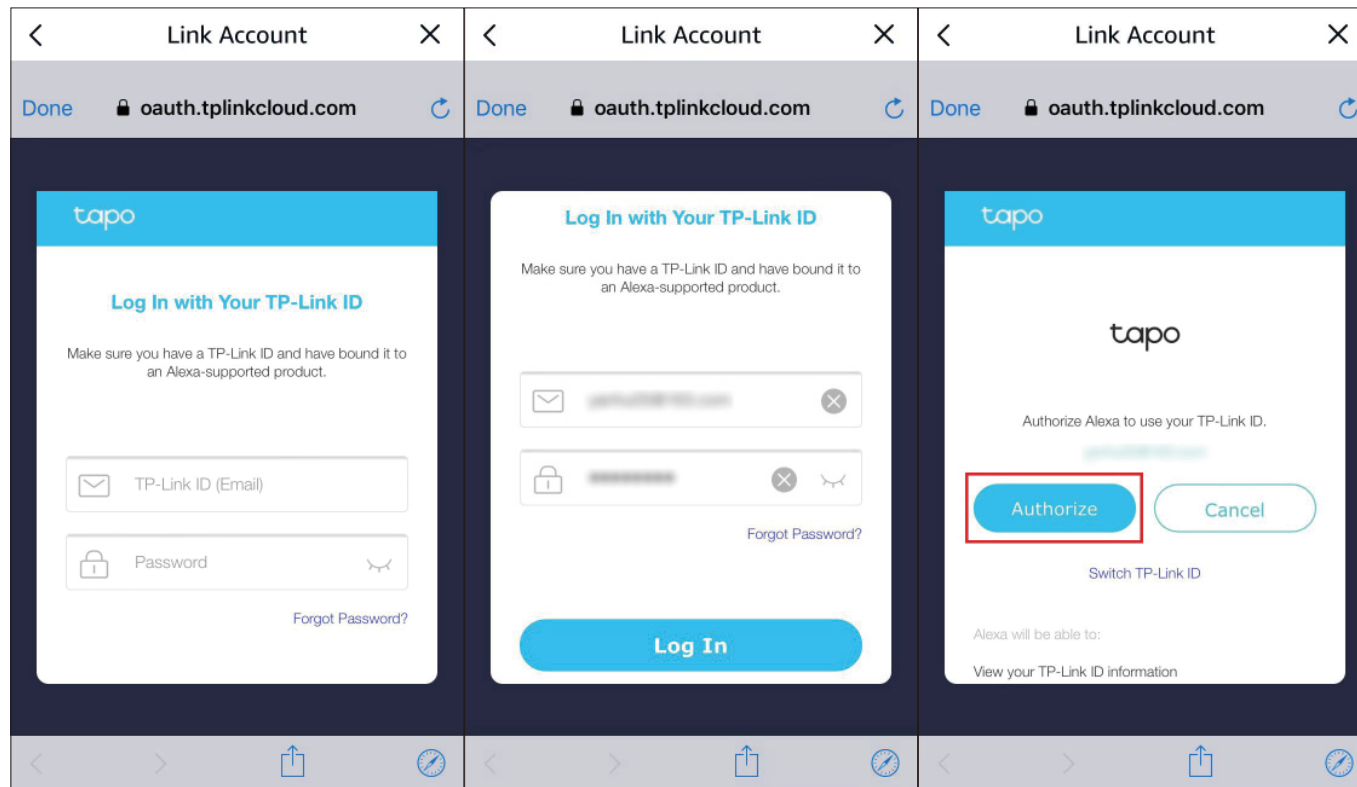 Link Account
Done oauth.tplinkcloud.com
tapo
Log In with Your TP-Link ID
Make sure you have a TP-Link ID and have bound it to
an Alexa-supported product.
TP-Link ID (Email)
Password
Forgot Password?
Link Account
Done oauth.tplinkcloud.com
Log In with Your TP-Link ID
Make sure you have a TP-Link ID and have bound it to
an Alexa-supported product.
Forgot Password?
Log In
Link Account
Done oauth.tplinkcloud.com
tapo
tapo
Authorize Alexa to use your TP-Link ID.
Authorize Cancel
Switch TP-Link ID
Alexa will be able to:
View your TP-Link ID information